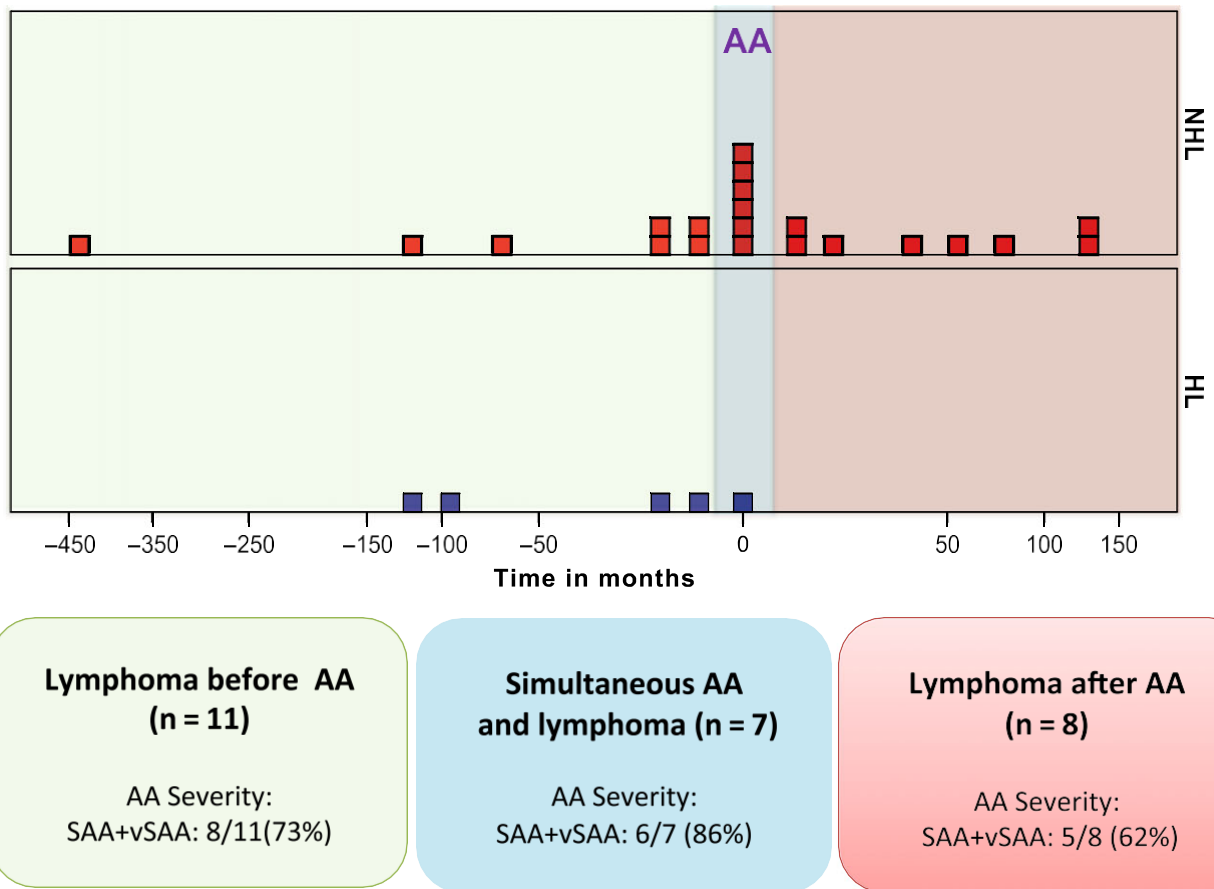 AA
NHL
HL
–450 –350 –250 –150 –100 –50 0 50 100 150
Time in months
Lymphoma before AA
(n = 11)
AA Severity:
SAA+vSAA: 8/11(73%)
Simultaneous AA
and lymphoma (n = 7)
AA Severity:
SAA+vSAA: 6/7 (86%)
Lymphoma after AA
(n = 8)
AA Severity:
SAA+vSAA: 5/8 (62%)